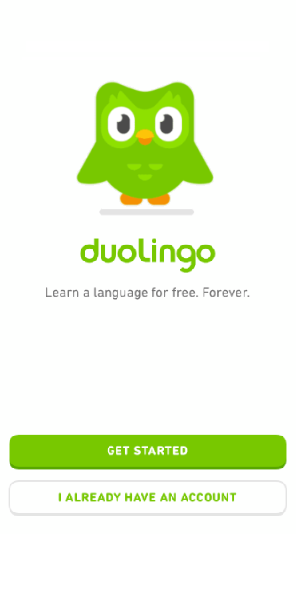 duolingo
Learn a language for free. Forever.
GET STARTED
I ALREADY HAVE AN ACCOUNT